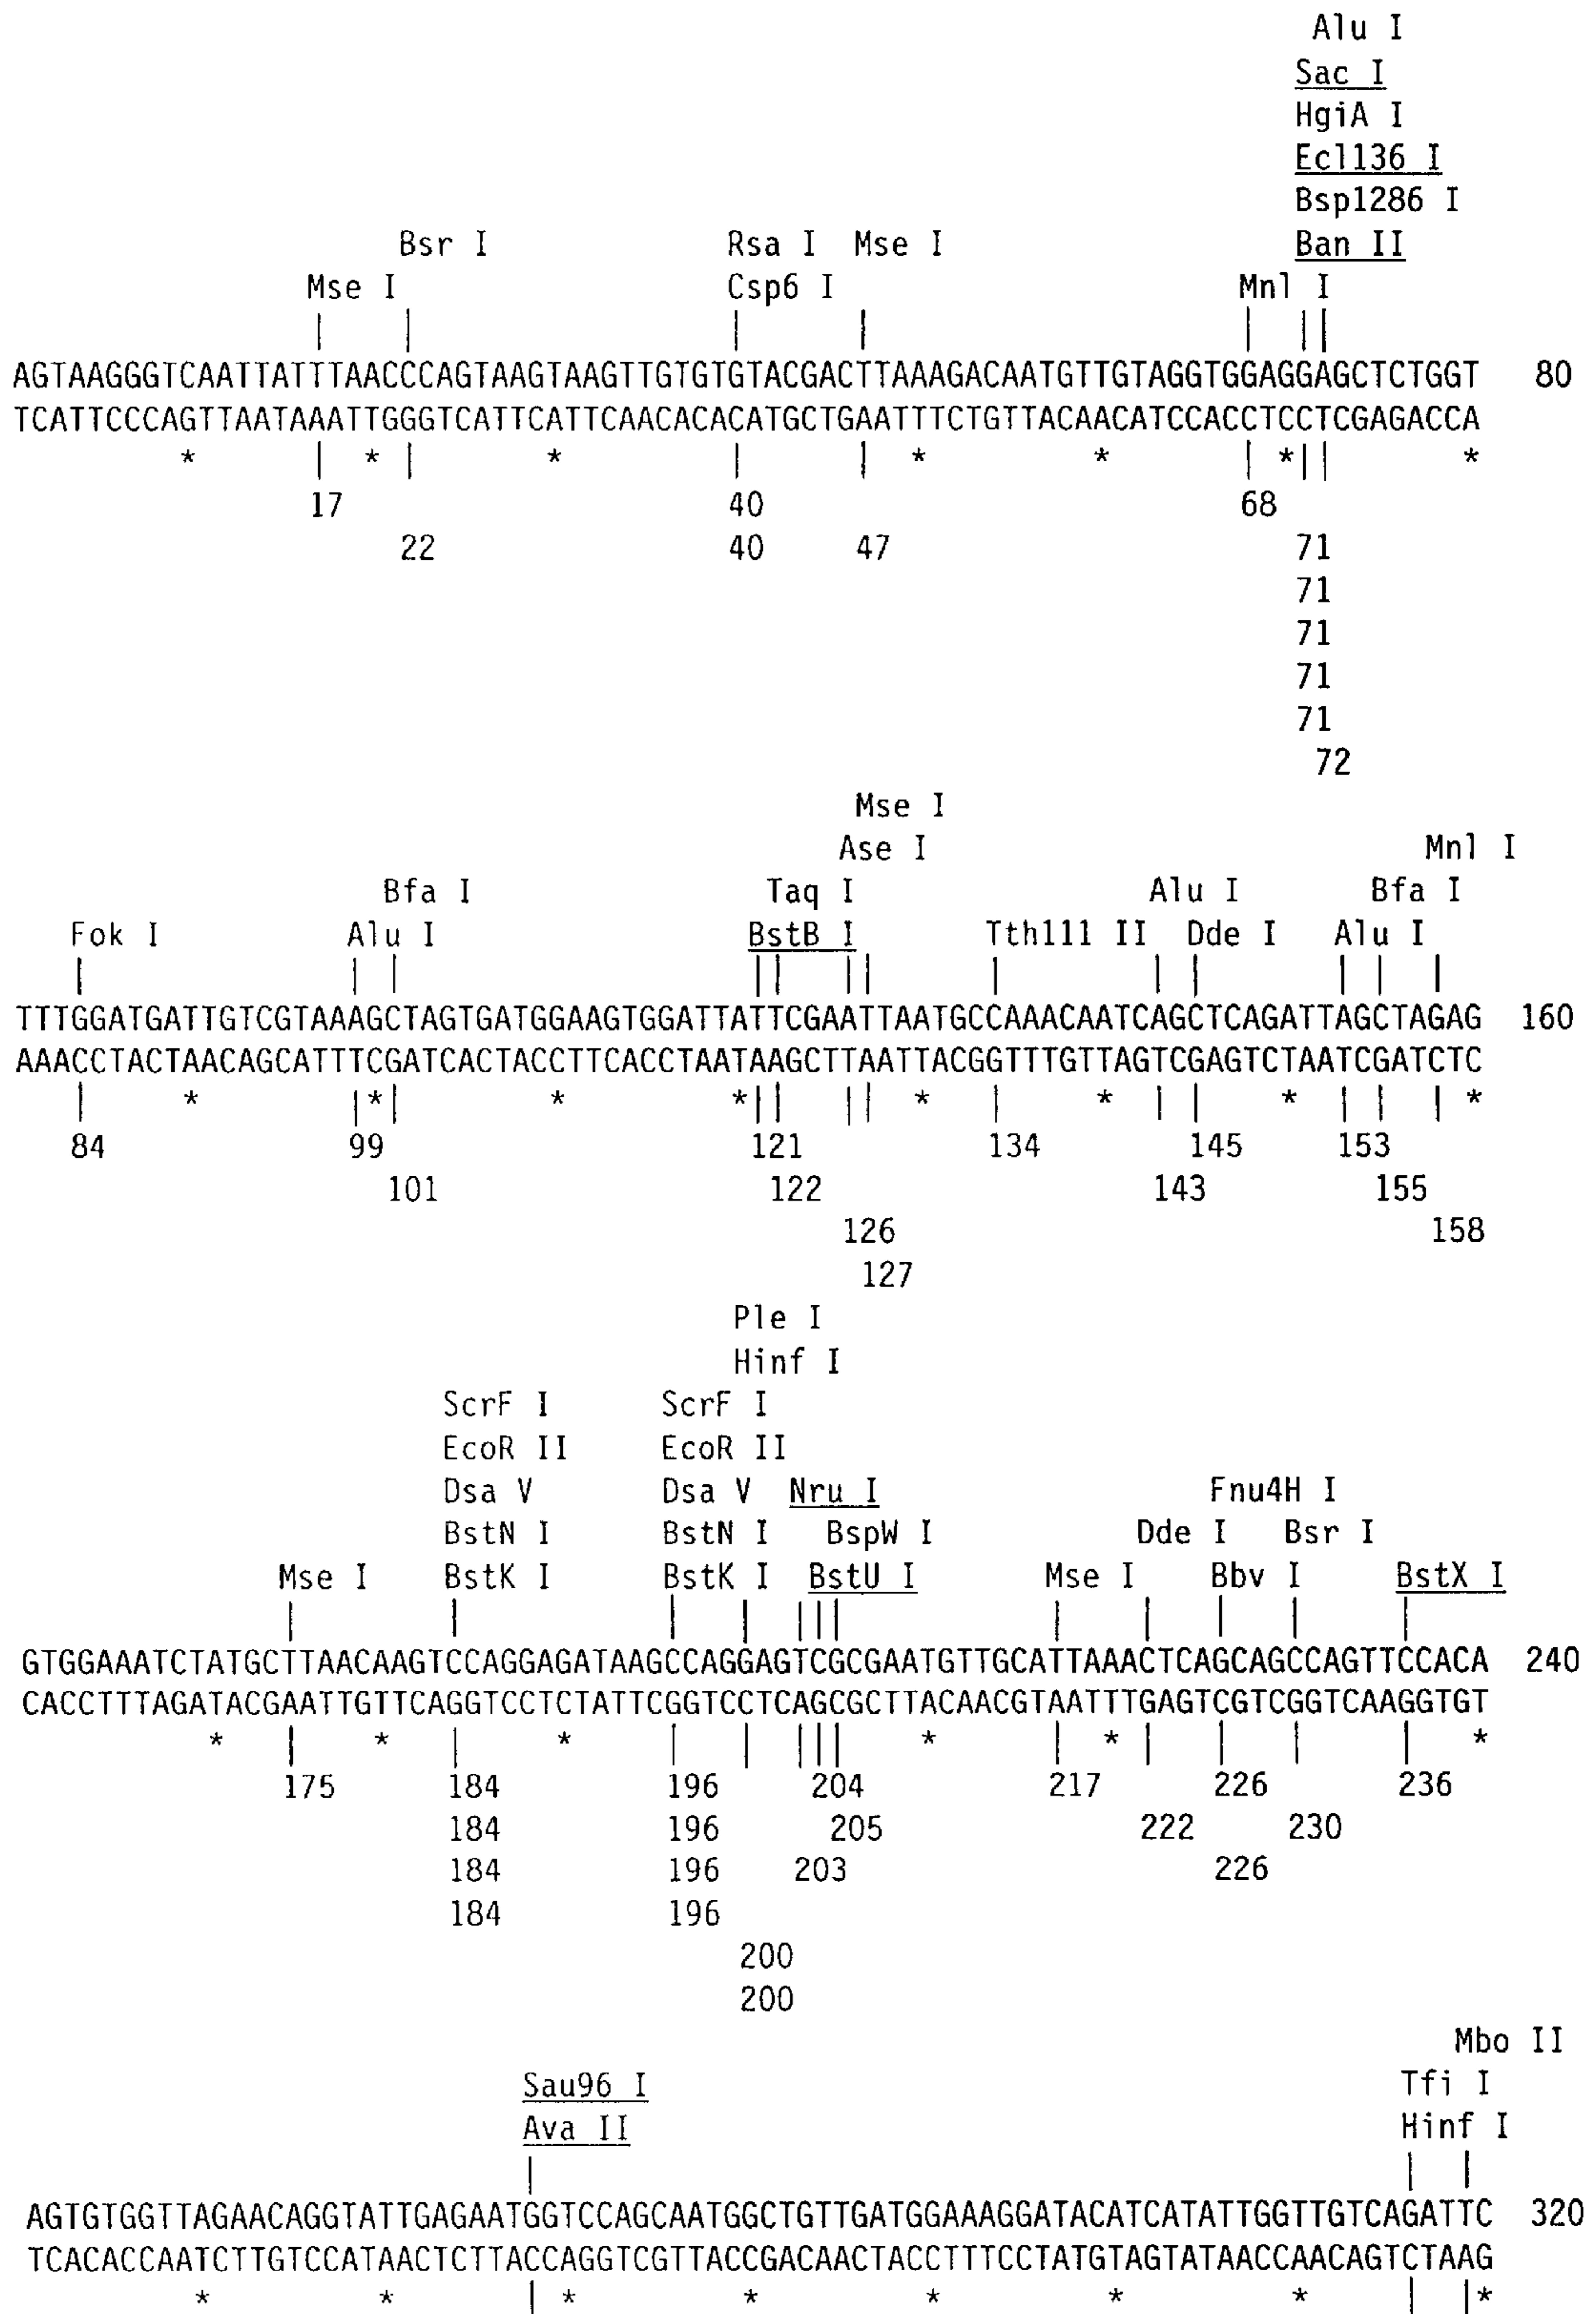 Alu I
Sac I
HgiA I
Ecl136 I
Bsp1286 I
Bsr I Rsa I Mse I Ban II
Mse I Csp6 I Mnl I
AGTAAGGGTCAATTATTTAACCCAGTAAGTAAGTTGTGTGTACGACTTAAAGACAATGTTGTAGGTGGAGGAGCTCTGGT 80
TCATTCCCAGTTAATAAATTGGGTCATTCATTCAACACACATGCTGAATTTCTGTTACAACATCCACCTCCTCGAGACCA
* * * * * * *
17 40 68
22 40 47 71
71
71
71
71
72
Mse I
Ase I Mnl I
Bfa I Taq I Alu I Bfa I
Fok I Alu I BstB I Tth111 II Dde I Alu I
TTTGGATGATTGTCGTAAAGCTAGTGATGGAAGTGGATTATTCGAATTAATGCCAAACAATCAGCTCAGATTAGCTAGAG 160
AAACCTACTAACAGCATTTCGATCACTACCTTCACCTAATAAGCTTAATTACGGTTTGTTAGTCGAGTCTAATCGATCTC
* * * * * * * *
84 99 121 134 145 153
101 122 143 155
126 158
127
Ple I
Hinf I
ScrF I ScrF I
EcoR II EcoR II
Dsa V Dsa V Nru I Fnu4H I
BstN I BstN I BspW I Dde I Bsr I
Mse I BstK I BstK I BstU I Mse I Bbv I BstX I
GTGGAAATCTATGCTTAACAAGTCCAGGAGATAAGCCAGGAGTCGCGAATGTTGCATTAAACTCAGCAGCCAGTTCCACA 240
CACCTTTAGATACGAATTGTTCAGGTCCTCTATTCGGTCCTCAGCGCTTACAACGTAATTTGAGTCGTCGGTCAAGGTGT
* * * * * *
175 184 196 204 217 226 236
184 196 205 222 230
184 196 203 226
184 196
200
200
Mbo II
Sau96 I Tfi I
Ava II Hinf I
AGTGTGGTTAGAACAGGTATTGAGAATGGTCCAGCAATGGCTGTTGATGGAAAGGATACATCATATTGGTTGTCAGATTC 320
TCACACCAATCTTGTCCATAACTCTTACCAGGTCGTTACCGACAACTACCTTTCCTATGTAGTATAACCAACAGTCTAAG
* * * * * * * *